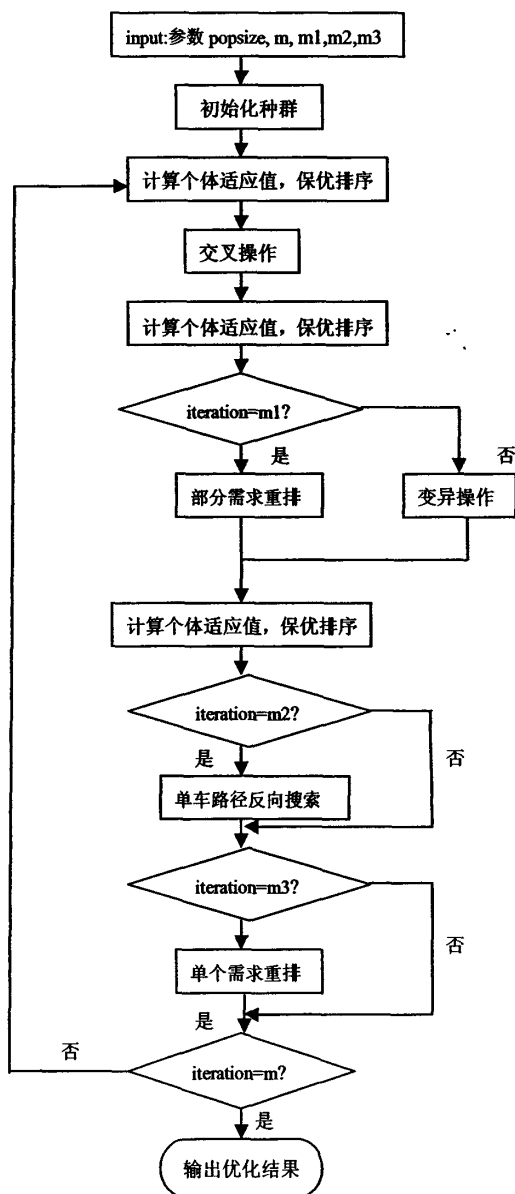 input:参数 popsize, m, m1,m2,m3
初始化种群
计算个体适应值，保优排序
交叉操作
计算个体适应值，保优排序
iteration=m1?
是
否
部分需求重排
变异操作
计算个体适应值，保优排序
iteration=m2?
是
否
单车路径反向搜索
iteration=m3?
否
单个需求重排
是
否
iteration=m?
是
输出优化结果